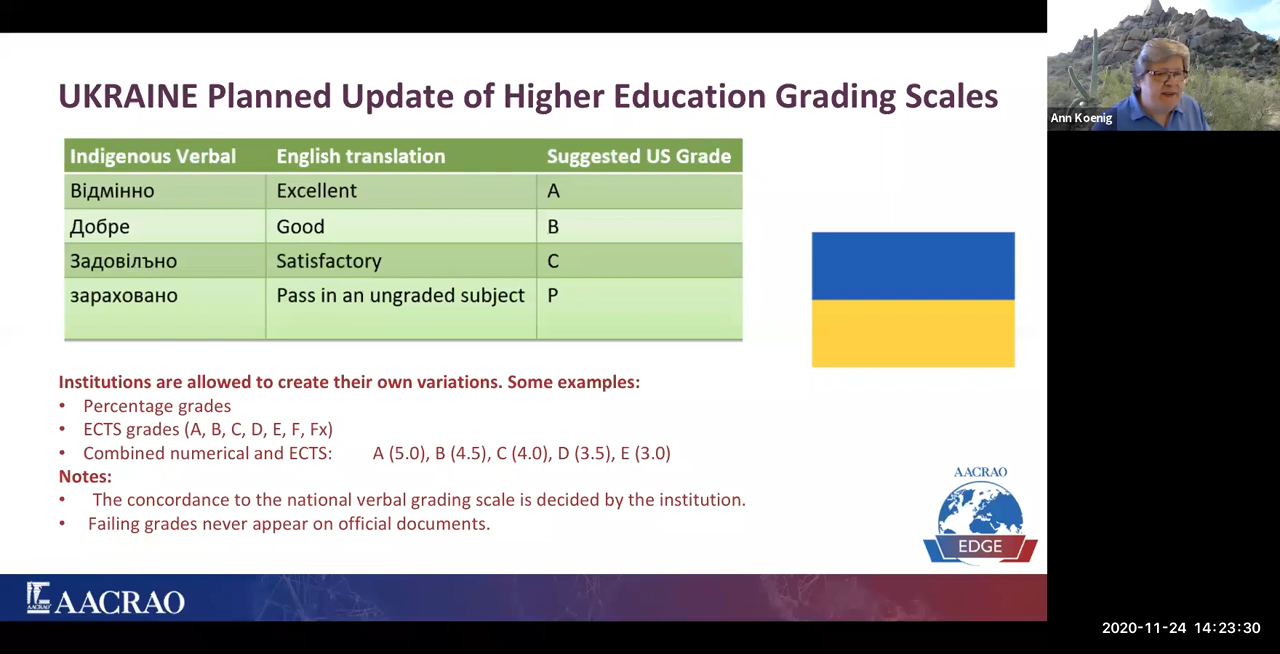 UKRAINE Planned Update of Higher Education Grading Scales
Indigenous Verbal English translation Suggested US Grade
Відмінно Excellent A
Добре Good B
Задовілъно Satisfactory C
зараховано Pass in an ungraded subject P
Institutions are allowed to create their own variations. Some examples:
• Percentage grades
• ECTS grades (A, B, C, D, E, F, Fx)
• Combined numerical and ECTS: A (5.0), B (4.5), C (4.0), D (3.5), E (3.0)
Notes:
• The concordance to the national verbal grading scale is decided by the institution.
• Failing grades never appear on official documents.
Ann Koenig
AACRAO
EDGE
AACRAO
AACRAO
2020-11-24 14:23:30